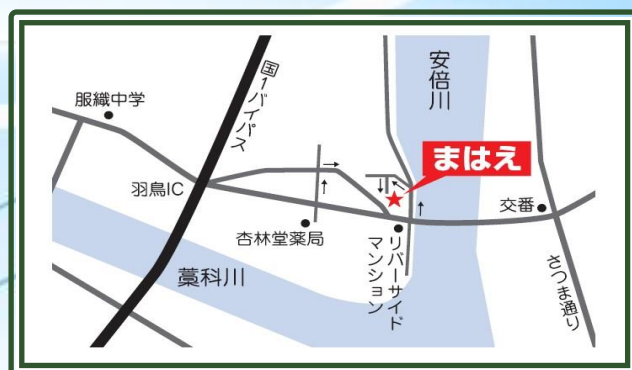 服織中学
国1バイパス
安倍川
まはえ
羽鳥IC
杏林堂薬局
リバーサイド
マンション
交番
藁科川
さつま通り